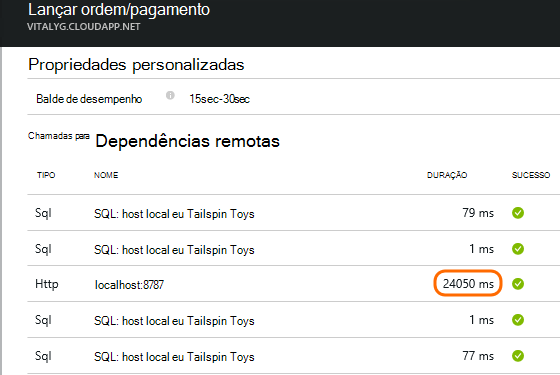 Lançar ordem/pagamento
VITALYG.CLOUDAPP.NET
Propriedades personalizadas
Balde de desempenho 15sec-30sec
Chamadas para Dependências remotas
TIPO NOME DURAÇÃO SUCESSO
Sql SQL: host local eu Tailspin Toys 79 ms
Sql SQL: host local eu Tailspin Toys 1 ms
Http localhost:8787 24050 ms
Sql SQL: host local eu Tailspin Toys 1 ms
Sql SQL: host local eu Tailspin Toys 77 ms